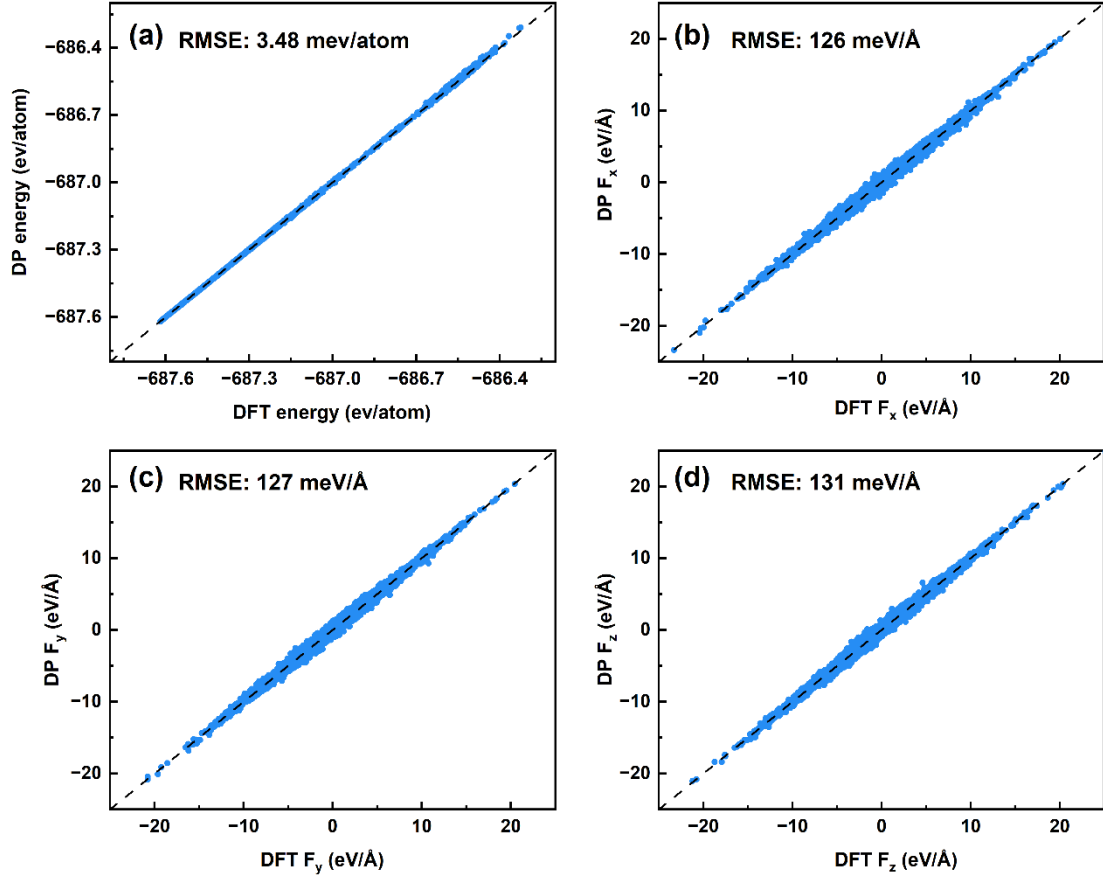 (a) RMSE: 3.48 mev/atom
−686.4
−686.7
−687.0
−687.3
−687.6
DP energy (ev/atom)
−687.6 −687.3 −687.0 −686.7 −686.4
DFT energy (ev/atom)
(b) RMSE: 126 meV/Å
20
10
0
−10
−20
DP Fx (eV/Å)
−20 −10 0 10 20
DFT Fx (eV/Å)
(c) RMSE: 127 meV/Å
20
10
0
−10
−20
DP Fy (eV/Å)
−20 −10 0 10 20
DFT Fy (eV/Å)
(d) RMSE: 131 meV/Å
20
10
0
−10
−20
DP Fz (eV/Å)
−20 −10 0 10 20
DFT Fz (eV/Å)